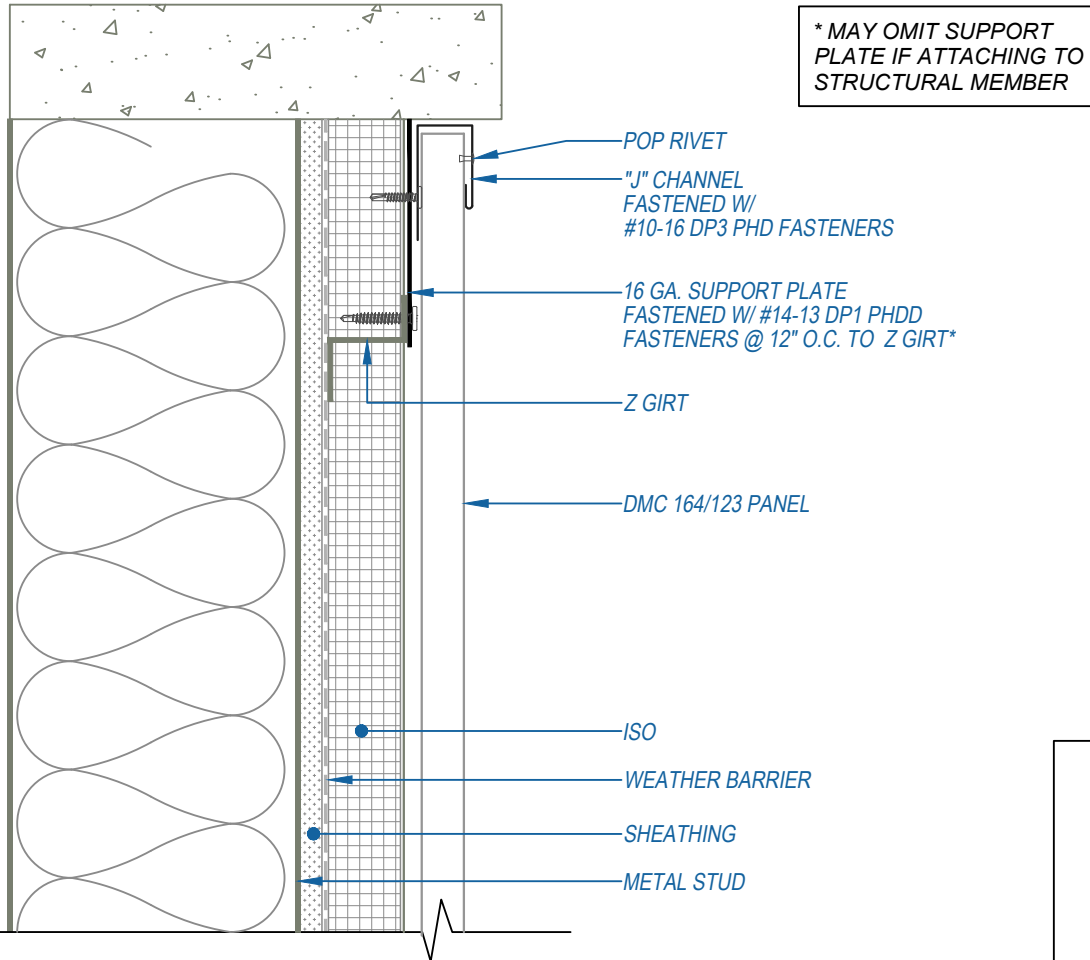 * MAY OMIT SUPPORT
PLATE IF ATTACHING TO
STRUCTURAL MEMBER
POP RIVET
"J" CHANNEL
FASTENED W/
#10-16 DP3 PHD FASTENERS
16 GA. SUPPORT PLATE
FASTENED W/ #14-13 DP1 PHDD
FASTENERS @ 12" O.C. TO Z GIRT*
Z GIRT
DMC 164/123 PANEL
ISO
WEATHER BARRIER
SHEATHING
METAL STUD